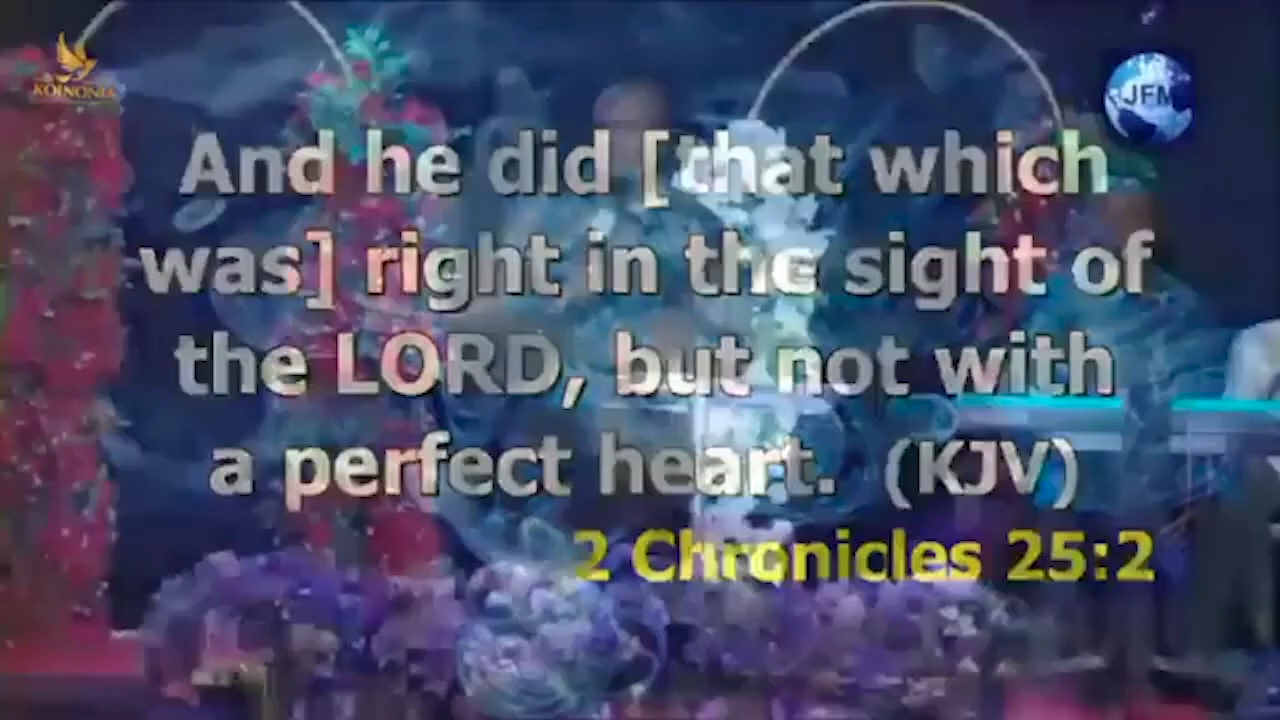 KOINONIA
JFM
And he did [that which
was] right in the sight of
the LORD, but not with
a perfect heart. (KJV)
2 Chronicles 25:2